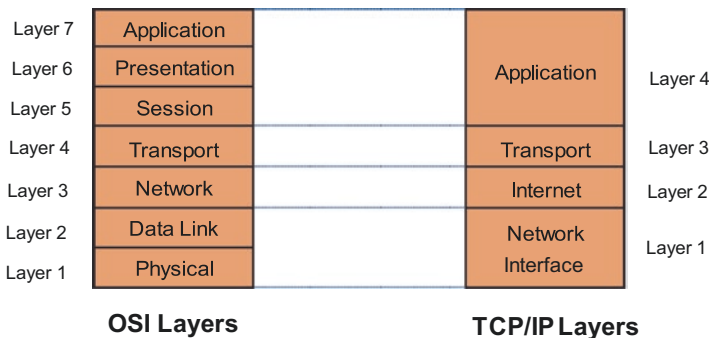 Layer 7 Application
Layer 6 Presentation
Layer 5 Session
Layer 4 Transport
Layer 3 Network
Layer 2 Data Link
Layer 1 Physical
OSI Layers
Application Layer 4
Transport Layer 3
Internet Layer 2
Network
Interface Layer 1
TCP/IP Layers